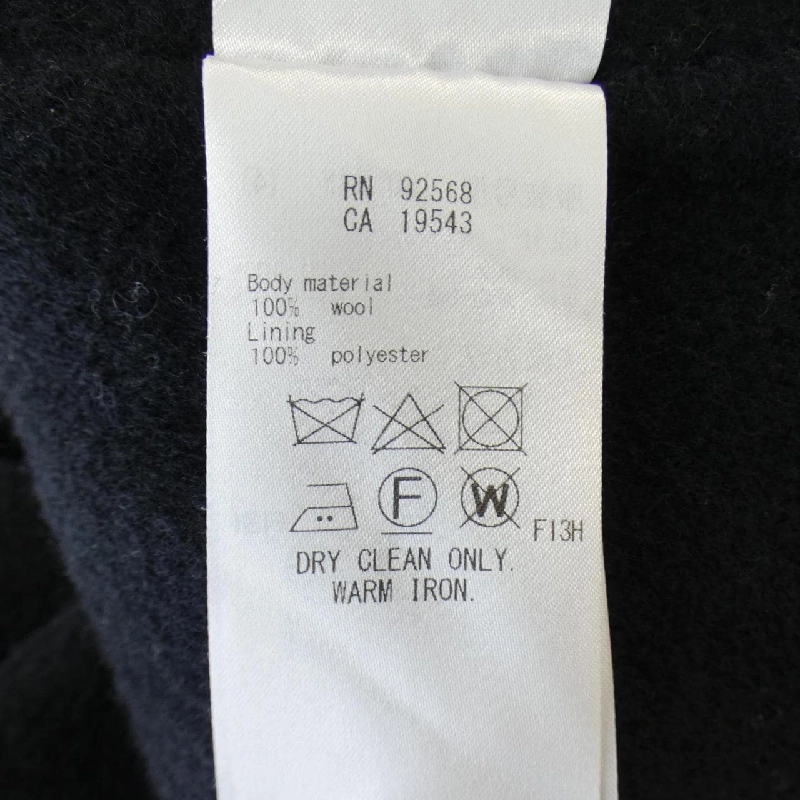 RN 92568
CA 19543
Body material
100% wool
Lining
100% polyester
F
W
F13H
DRY CLEAN ONLY.
WARM IRON.